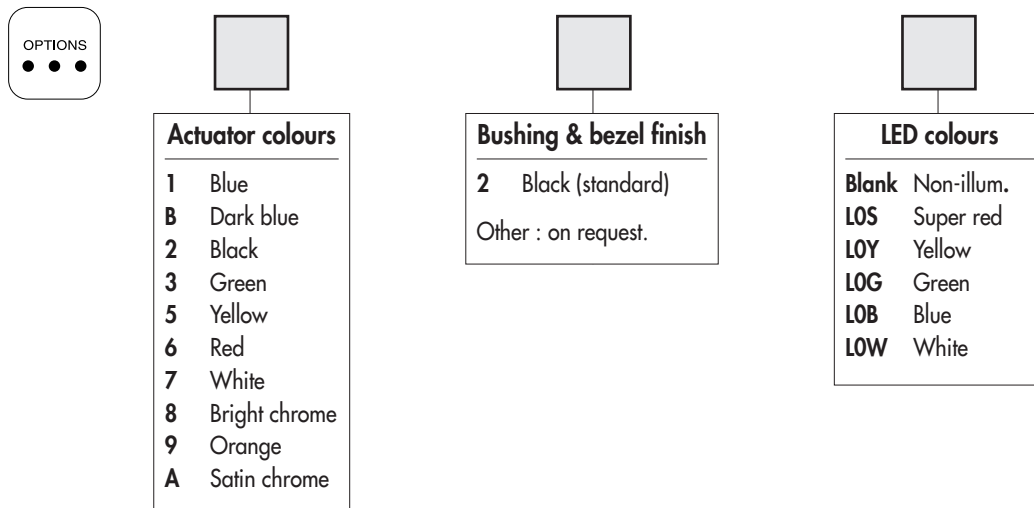 OPTIONS
Actuator colours
1 Blue
B Dark blue
2 Black
3 Green
5 Yellow
6 Red
7 White
8 Bright chrome
9 Orange
A Satin chrome
Bushing & bezel finish
2 Black (standard)
Other : on request.
LED colours
Blank Non-illum.
L0S Super red
L0Y Yellow
L0G Green
L0B Blue
L0W White